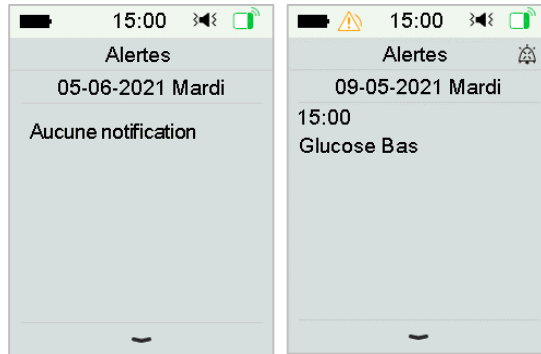 15:00
Alertes
05-06-2021 Mardi
Aucune notification
15:00
Alertes
09-05-2021 Mardi
15:00
Glucose Bas